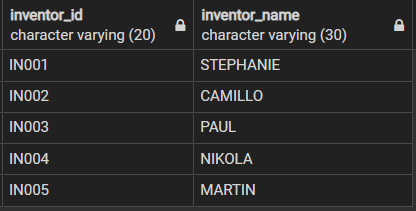 inventor_id inventor_name
character varying (20) character varying (30)
IN001 STEPHANIE
IN002 CAMILLO
IN003 PAUL
IN004 NIKOLA
IN005 MARTIN